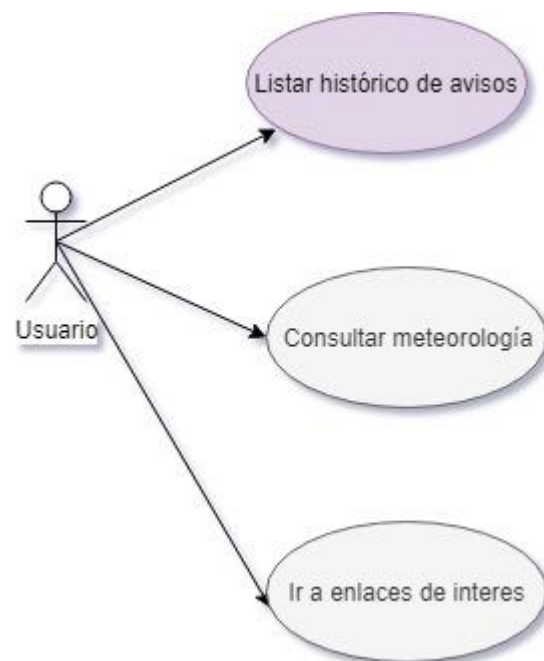 Listar histórico de avisos
Usuario
Consultar meteorología
Ir a enlaces de interes